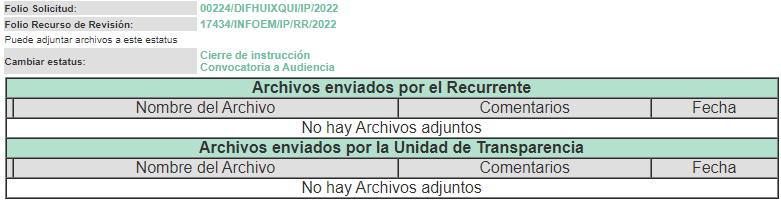 Folio Solicitud: 00224/DIFHUIXQUI/IP/2022
Folio Recurso de Revisión: 17434/INFOEM/IP/RR/2022
Puede adjuntar archivos a este estatus
Cambiar estatus: Cierre de instrucción
Convocatoria a Audiencia
Archivos enviados por el Recurrente
Nombre del Archivo Comentarios Fecha
No hay Archivos adjuntos
Archivos enviados por la Unidad de Transparencia
Nombre del Archivo Comentarios Fecha
No hay Archivos adjuntos